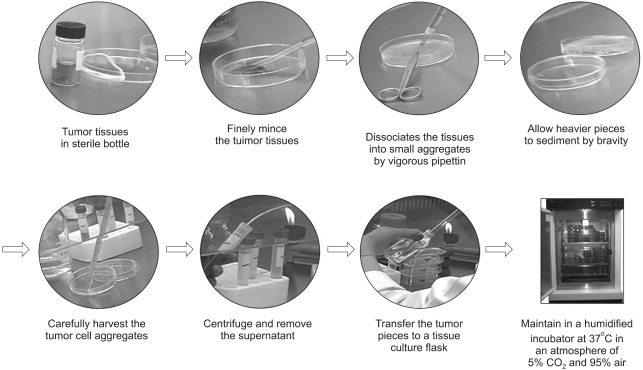 Tumor tissues
in sterile bottle
Finely mince
the tuimor tissues
Dissociates the tissues
into small aggregates
by vigorous pipettin
Allow heavier pieces
to sediment by bravity
Carefully harvest the
tumor cell aggregates
Centrifuge and remove
the supernatant
Transfer the tumor
pieces to a tissue
culture flask
Maintain in a humidified
incubator at 37°C in
an atmosphere of
5% CO₂ and 95% air